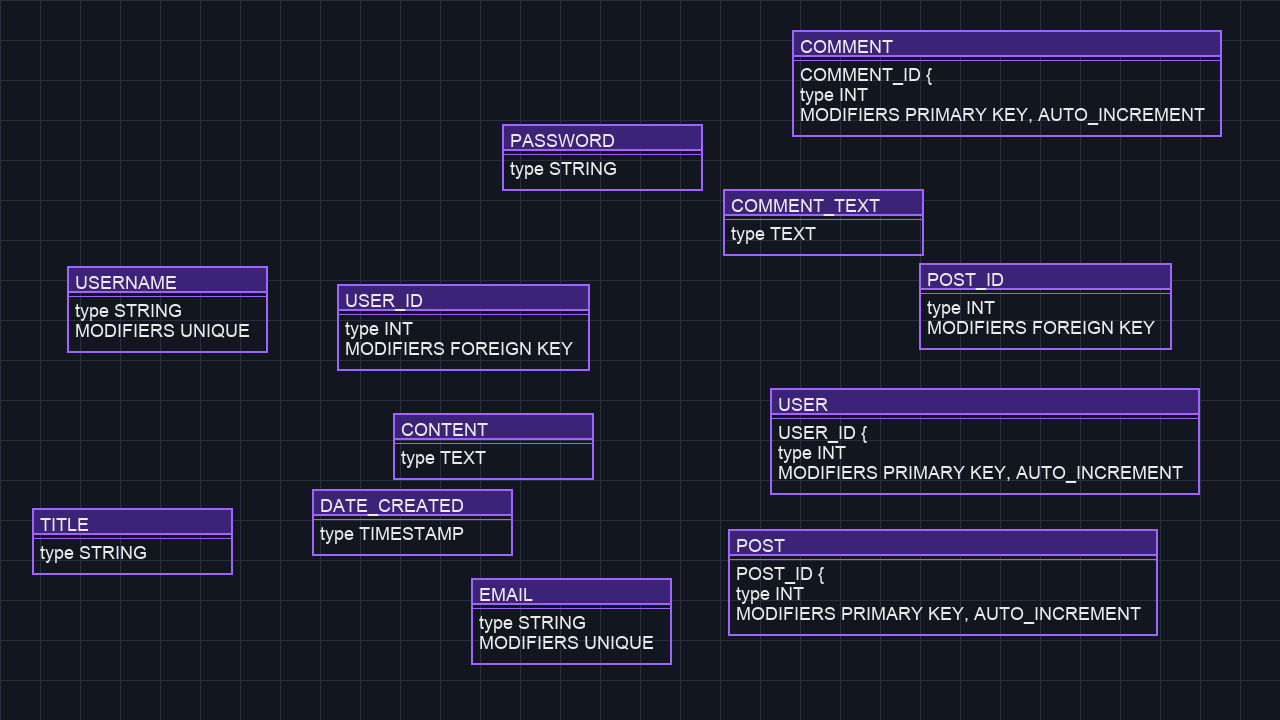 COMMENT
COMMENT_ID {
type INT
MODIFIERS PRIMARY KEY, AUTO_INCREMENT
PASSWORD
type STRING
COMMENT_TEXT
type TEXT
POST_ID
type INT
MODIFIERS FOREIGN KEY
USERNAME
type STRING
MODIFIERS UNIQUE
USER_ID
type INT
MODIFIERS FOREIGN KEY
USER
USER_ID {
type INT
MODIFIERS PRIMARY KEY, AUTO_INCREMENT
CONTENT
type TEXT
DATE_CREATED
type TIMESTAMP
TITLE
type STRING
POST
POST_ID {
type INT
MODIFIERS PRIMARY KEY, AUTO_INCREMENT
EMAIL
type STRING
MODIFIERS UNIQUE